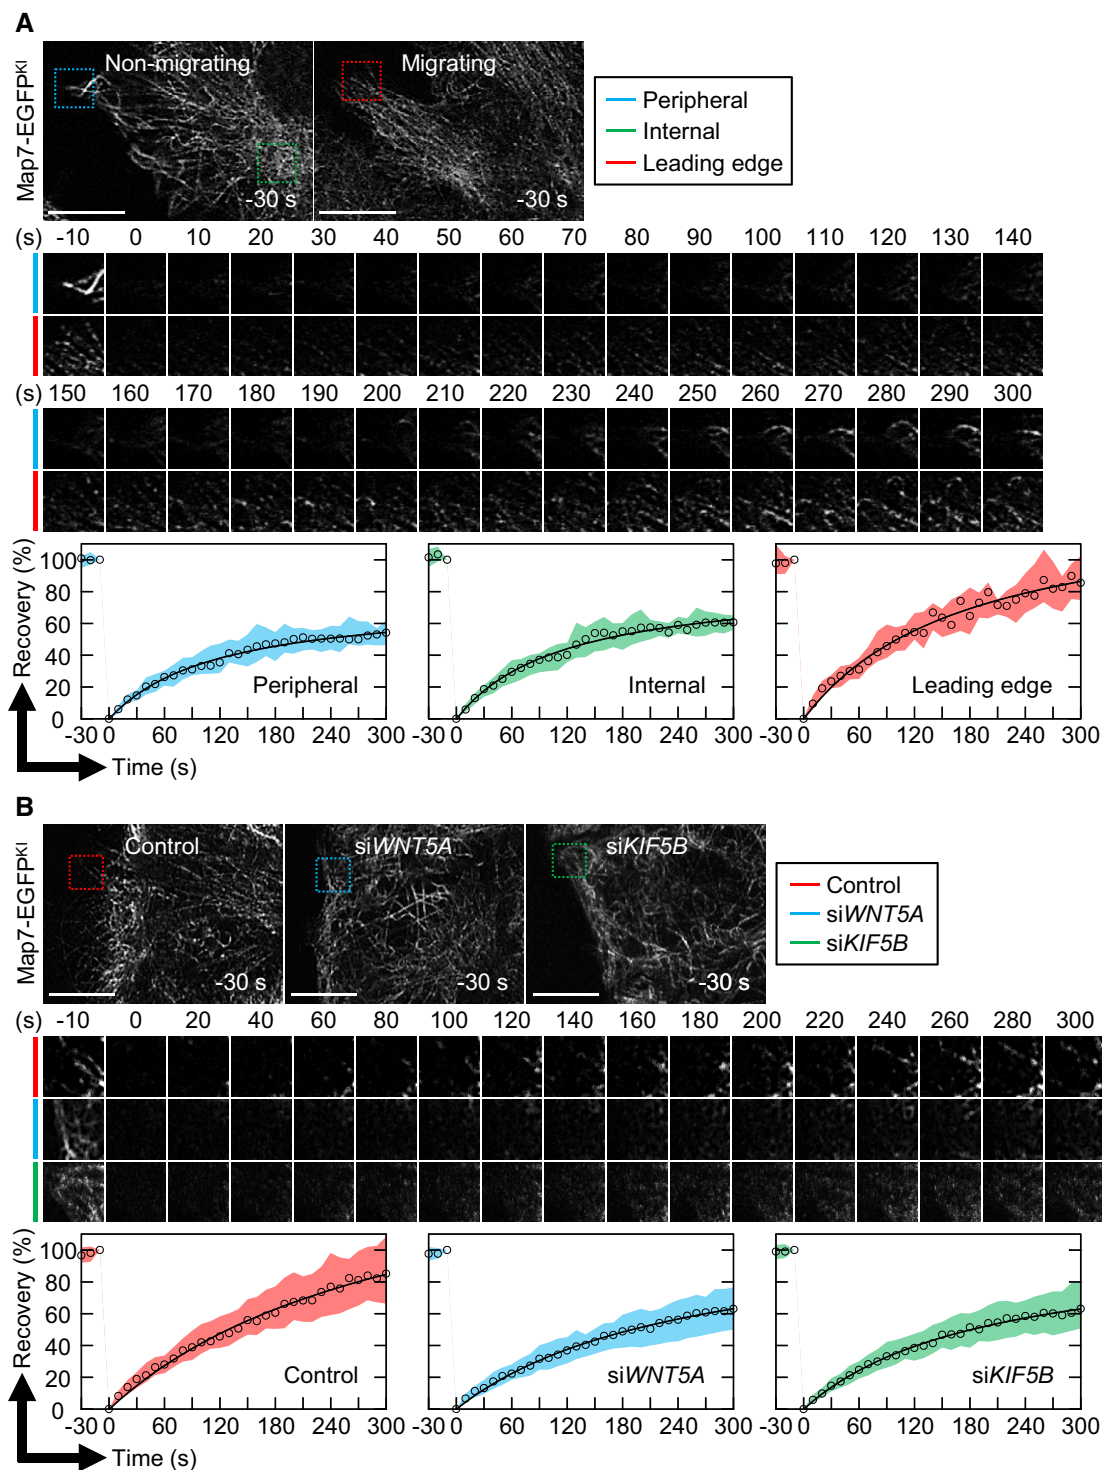 A
Map7-EGFPKI
Non-migrating
Migrating
-30 s
-30 s
Peripheral
Internal
Leading edge
(s) -10 0 10 20 30 40 50 60 70 80 90 100 110 120 130 140
(s) 150 160 170 180 190 200 210 220 230 240 250 260 270 280 290 300
Recovery (%)
100
80
60
40
20
0
Peripheral
Internal
Leading edge
-30 0 60 120 180 240 300
-30 0 60 120 180 240 300
-30 0 60 120 180 240 300
Time (s)
B
Map7-EGFPKI
Control
siWNT5A
siKIF5B
-30 s
-30 s
-30 s
Control
siWNT5A
siKIF5B
(s) -10 0 20 40 60 80 100 120 140 160 180 200 220 240 260 280 300
Recovery (%)
100
80
60
40
20
0
Control
siWNT5A
siKIF5B
-30 0 60 120 180 240 300
-30 0 60 120 180 240 300
-30 0 60 120 180 240 300
Time (s)